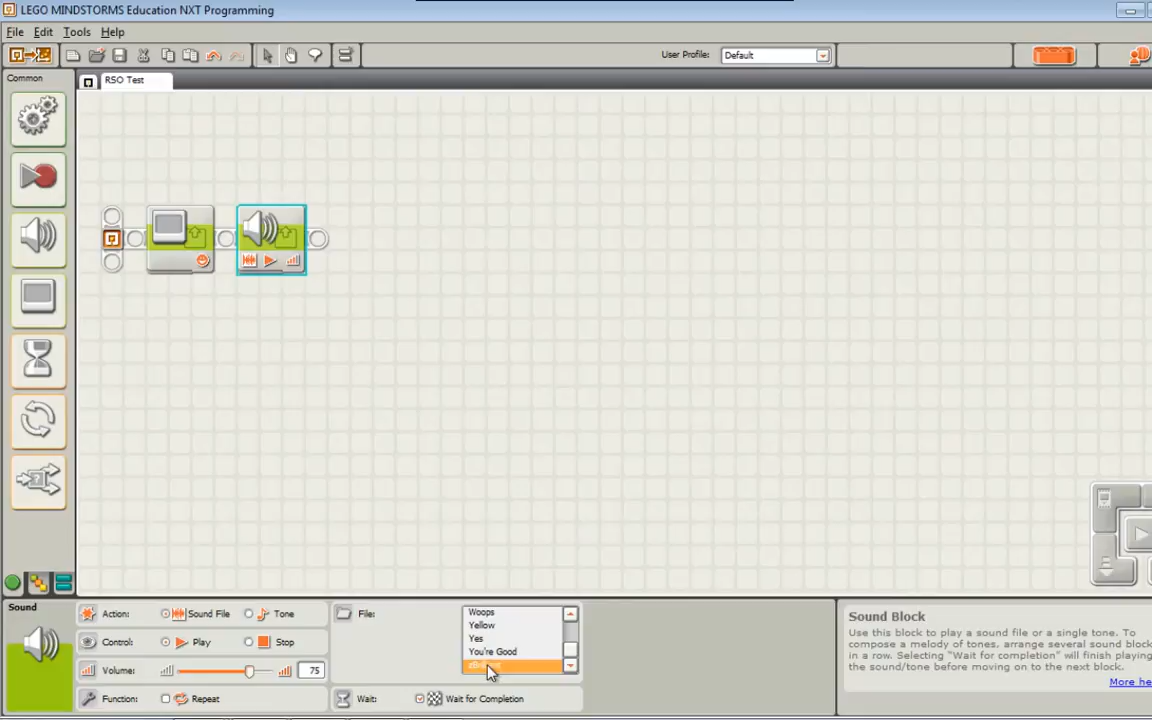 LEGO MINDSTORMS Education NXT Programming
File Edit Tools Help
User Profile: Default
Common
RSO Test
Sound
Action: Sound File Tone
Control: Play Stop
Volume: 75
Function: Repeat
File:
Woops
Yellow
Yes
You're Good
Wait: Wait for Completion
Sound Block
Use this block to play a sound file or a single tone. To
compose a melody of tones, arrange several sound block
in a row. Selecting "Wait for completion" will finish playing
the sound/tone before moving on to the next block.
More he